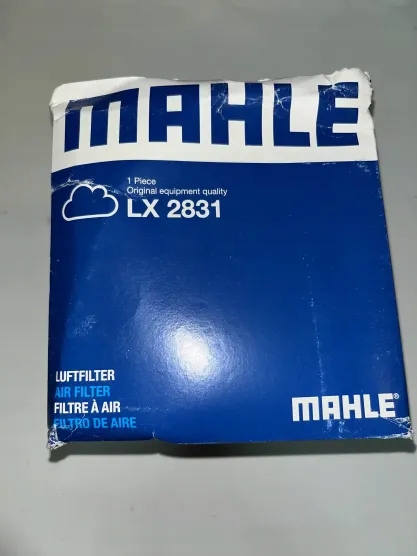 MAHLE
1 Piece
Original equipment quality
LX 2831
LUFTFILTER
AIR FILTER
FILTRE À AIR
FILTRO DE AIRE
MAHLE®